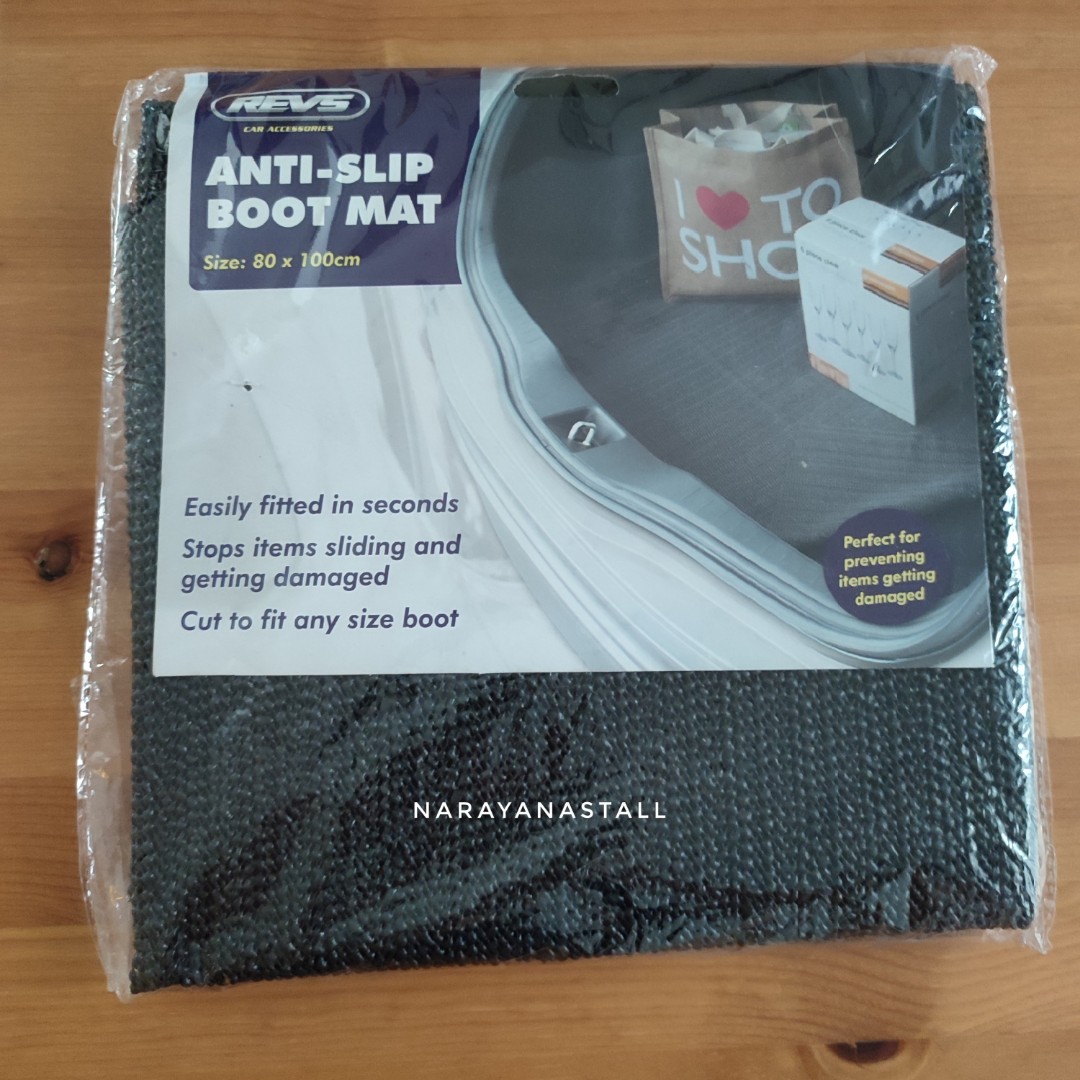 REVS
CAR ACCESSORIES
ANTI-SLIP
BOOT MAT
Size: 80 x 100cm
I ❤ TO
SHO
Easily fitted in seconds
Stops items sliding and
getting damaged
Cut to fit any size boot
Perfect for
preventing
items getting
damaged
NARAYANASTALL